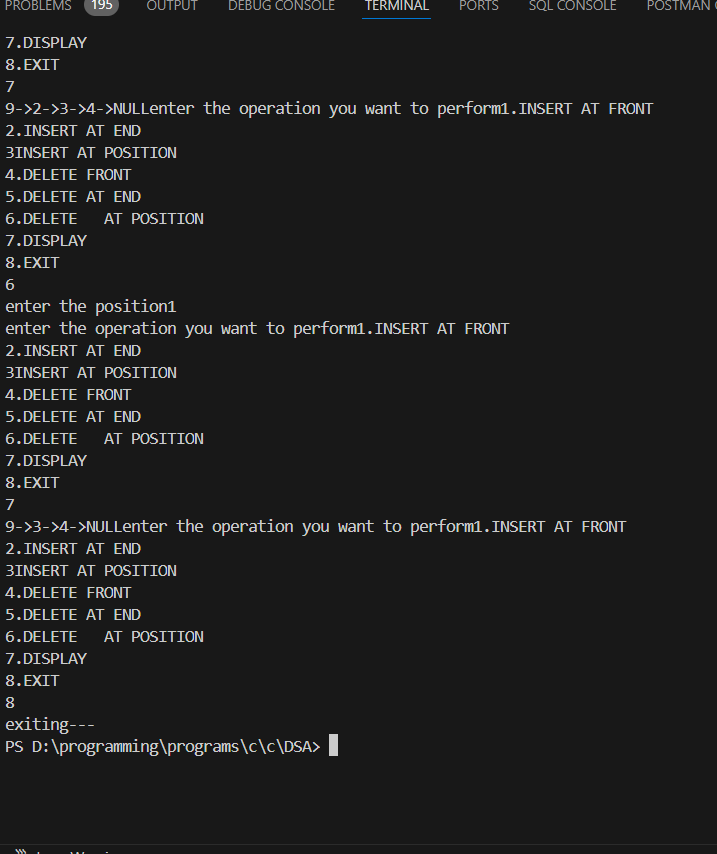 PROBLEMS 195 OUTPUT DEBUG CONSOLE TERMINAL PORTS SQL CONSOLE POSTMAN
7.DISPLAY
8.EXIT
7
9->2->3->4->NULLenter the operation you want to perform1.INSERT AT FRONT
2.INSERT AT END
3INSERT AT POSITION
4.DELETE FRONT
5.DELETE AT END
6.DELETE   AT POSITION
7.DISPLAY
8.EXIT
6
enter the position1
enter the operation you want to perform1.INSERT AT FRONT
2.INSERT AT END
3INSERT AT POSITION
4.DELETE FRONT
5.DELETE AT END
6.DELETE   AT POSITION
7.DISPLAY
8.EXIT
7
9->3->4->NULLenter the operation you want to perform1.INSERT AT FRONT
2.INSERT AT END
3INSERT AT POSITION
4.DELETE FRONT
5.DELETE AT END
6.DELETE   AT POSITION
7.DISPLAY
8.EXIT
8
exiting---
PS D:\programming\programs\c\c\DSA>